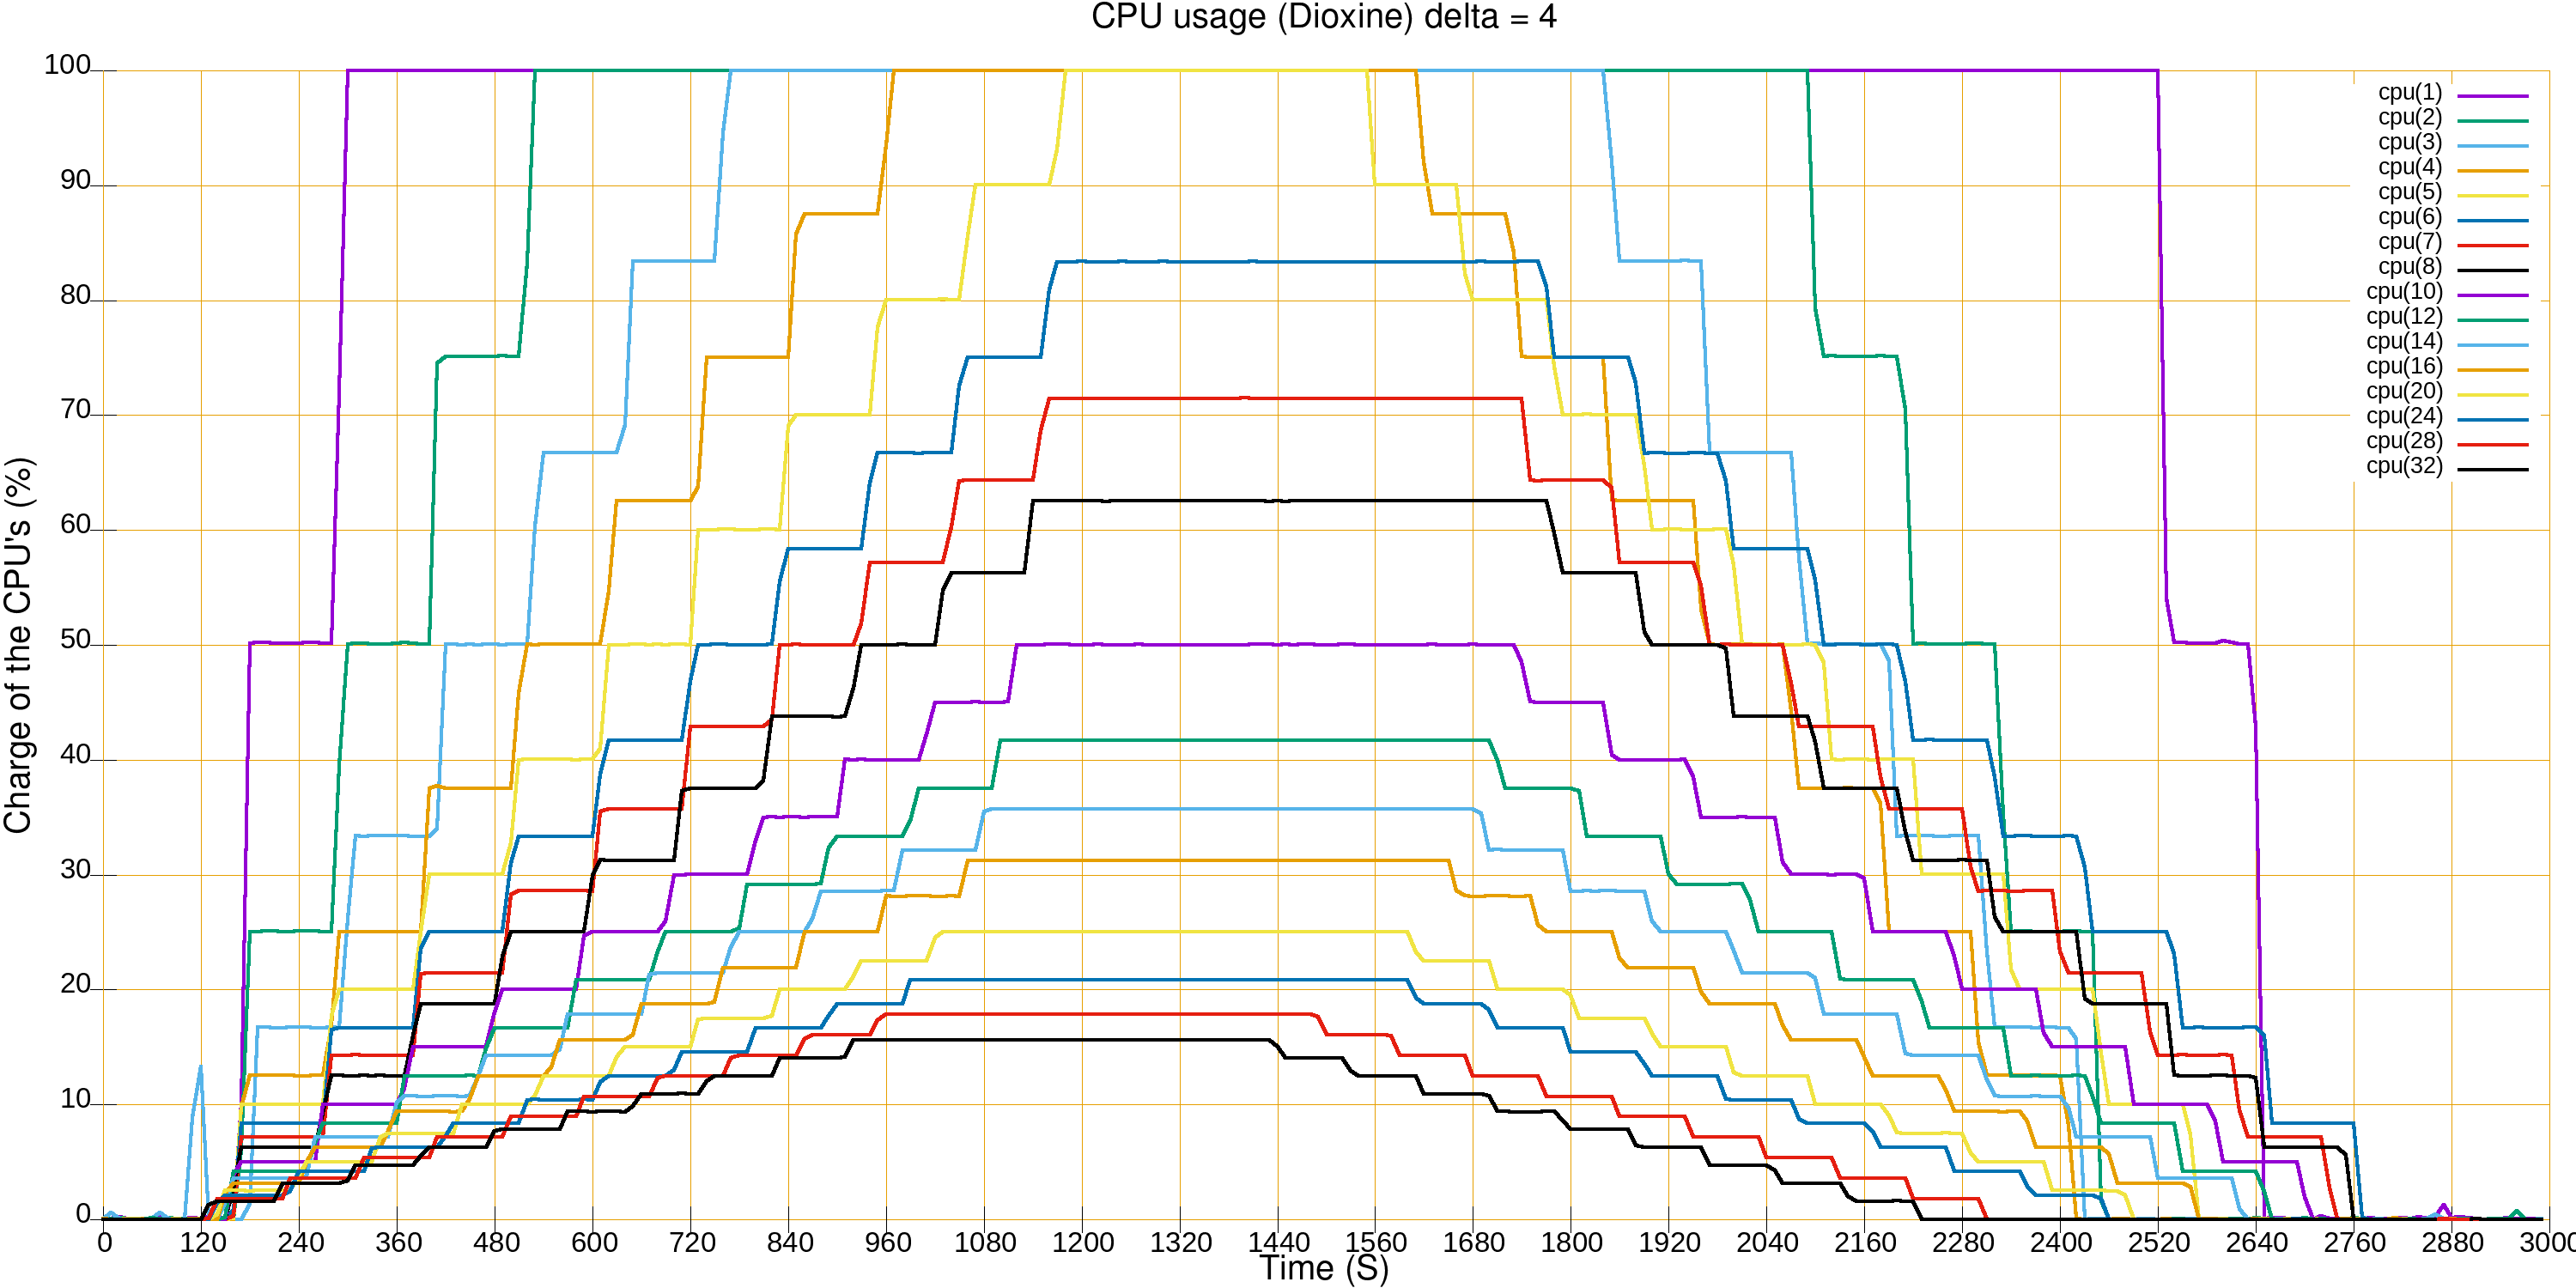 CPU usage (Dioxine) delta = 4
Charge of the CPU's (%)
100
90
80
70
60
50
40
30
20
10
0
cpu(1)
cpu(2)
cpu(3)
cpu(4)
cpu(5)
cpu(6)
cpu(7)
cpu(8)
cpu(10)
cpu(12)
cpu(14)
cpu(16)
cpu(20)
cpu(24)
cpu(28)
cpu(32)
0 120 240 360 480 600 720 840 960 1080 1200 1320 1440 1560 1680 1800 1920 2040 2160 2280 2400 2520 2640 2760 2880 3000
Time (S)